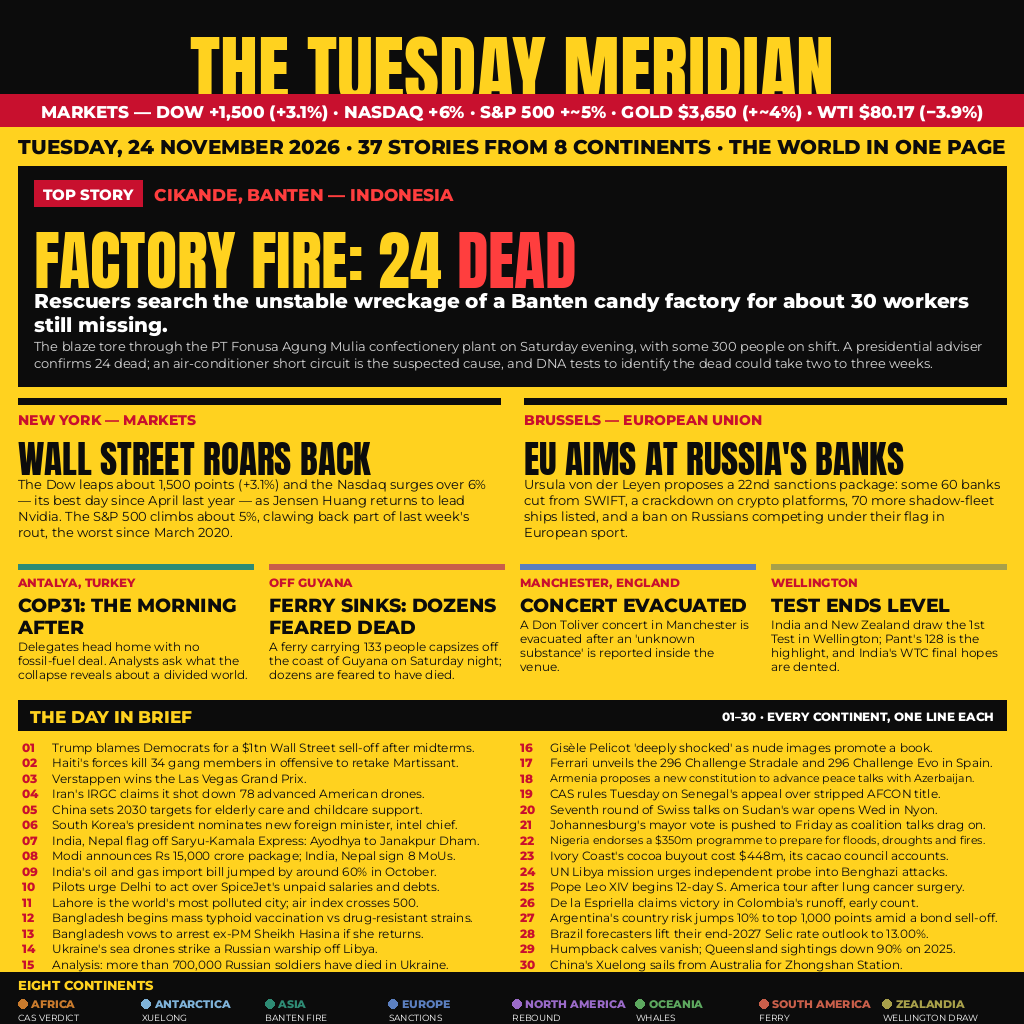 THE TUESDAY MERIDIAN
MARKETS — DOW +1,500 (+3.1%) · NASDAQ +6% · S&P 500 +~5% · GOLD $3,650 (+~4%) · WTI $80.17 (−3.9%)
TUESDAY, 24 NOVEMBER 2026 · 37 STORIES FROM 8 CONTINENTS · THE WORLD IN ONE PAGE
TOP STORY CIKANDE, BANTEN — INDONESIA
FACTORY FIRE: 24 DEAD
Rescuers search the unstable wreckage of a Banten candy factory for about 30 workers
still missing.
The blaze tore through the PT Fonusa Agung Mulia confectionery plant on Saturday evening, with some 300 people on shift. A presidential adviser
confirms 24 dead; an air-conditioner short circuit is the suspected cause, and DNA tests to identify the dead could take two to three weeks.
NEW YORK — MARKETS
WALL STREET ROARS BACK
The Dow leaps about 1,500 points (+3.1%) and the Nasdaq surges over 6%
— its best day since April last year — as Jensen Huang returns to lead
Nvidia. The S&P 500 climbs about 5%, clawing back part of last week's
rout, the worst since March 2020.
BRUSSELS — EUROPEAN UNION
EU AIMS AT RUSSIA'S BANKS
Ursula von der Leyen proposes a 22nd sanctions package: some 60 banks
cut from SWIFT, a crackdown on crypto platforms, 70 more shadow-fleet
ships listed, and a ban on Russians competing under their flag in
European sport.
ANTALYA, TURKEY
COP31: THE MORNING
AFTER
Delegates head home with no
fossil-fuel deal. Analysts ask what the
collapse reveals about a divided world.
OFF GUYANA
FERRY SINKS: DOZENS
FEARED DEAD
A ferry carrying 133 people capsizes off
the coast of Guyana on Saturday night;
dozens are feared to have died.
MANCHESTER, ENGLAND
CONCERT EVACUATED
A Don Toliver concert in Manchester is
evacuated after an 'unknown
substance' is reported inside the
venue.
WELLINGTON
TEST ENDS LEVEL
India and New Zealand draw the 1st
Test in Wellington; Pant's 128 is the
highlight, and India's WTC final hopes
are dented.
THE DAY IN BRIEF
01–30 · EVERY CONTINENT, ONE LINE EACH
01 Trump blames Democrats for a $1tn Wall Street sell-off after midterms.
02 Haiti's forces kill 34 gang members in offensive to retake Martissant.
03 Verstappen wins the Las Vegas Grand Prix.
04 Iran's IRGC claims it shot down 78 advanced American drones.
05 China sets 2030 targets for elderly care and childcare support.
06 South Korea's president nominates new foreign minister, intel chief.
07 India, Nepal flag off Saryu-Kamala Express: Ayodhya to Janakpur Dham.
08 Modi announces Rs 15,000 crore package; India, Nepal sign 8 MoUs.
09 India's oil and gas import bill jumped by around 60% in October.
10 Pilots urge Delhi to act over SpiceJet's unpaid salaries and debts.
11 Lahore is the world's most polluted city; air index crosses 500.
12 Bangladesh begins mass typhoid vaccination vs drug-resistant strains.
13 Bangladesh vows to arrest ex-PM Sheikh Hasina if she returns.
14 Ukraine's sea drones strike a Russian warship off Libya.
15 Analysis: more than 700,000 Russian soldiers have died in Ukraine.
16 Gisèle Pelicot 'deeply shocked' as nude images promote a book.
17 Ferrari unveils the 296 Challenge Stradale and 296 Challenge Evo in Spain.
18 Armenia proposes a new constitution to advance peace talks with Azerbaijan.
19 CAS rules Tuesday on Senegal's appeal over stripped AFCON title.
20 Seventh round of Swiss talks on Sudan's war opens Wed in Nyon.
21 Johannesburg's mayor vote is pushed to Friday as coalition talks drag on.
22 Nigeria endorses a $350m programme to prepare for floods, droughts and fires.
23 Ivory Coast's cocoa buyout cost $448m, its cacao council accounts.
24 UN Libya mission urges independent probe into Benghazi attacks.
25 Pope Leo XIV begins 12-day S. America tour after lung cancer surgery.
26 De la Espriella claims victory in Colombia's runoff, early count.
27 Argentina's country risk jumps 10% to top 1,000 points amid a bond sell-off.
28 Brazil forecasters lift their end-2027 Selic rate outlook to 13.00%.
29 Humpback calves vanish; Queensland sightings down 90% on 2025.
30 China's Xuelong sails from Australia for Zhongshan Station.
EIGHT CONTINENTS
AFRICA
CAS VERDICT
ANTARCTICA
XUELONG
ASIA
BANTEN FIRE
EUROPE
SANCTIONS
NORTH AMERICA
REBOUND
OCEANIA
WHALES
SOUTH AMERICA
FERRY
ZEALANDIA
WELLINGTON DRAW